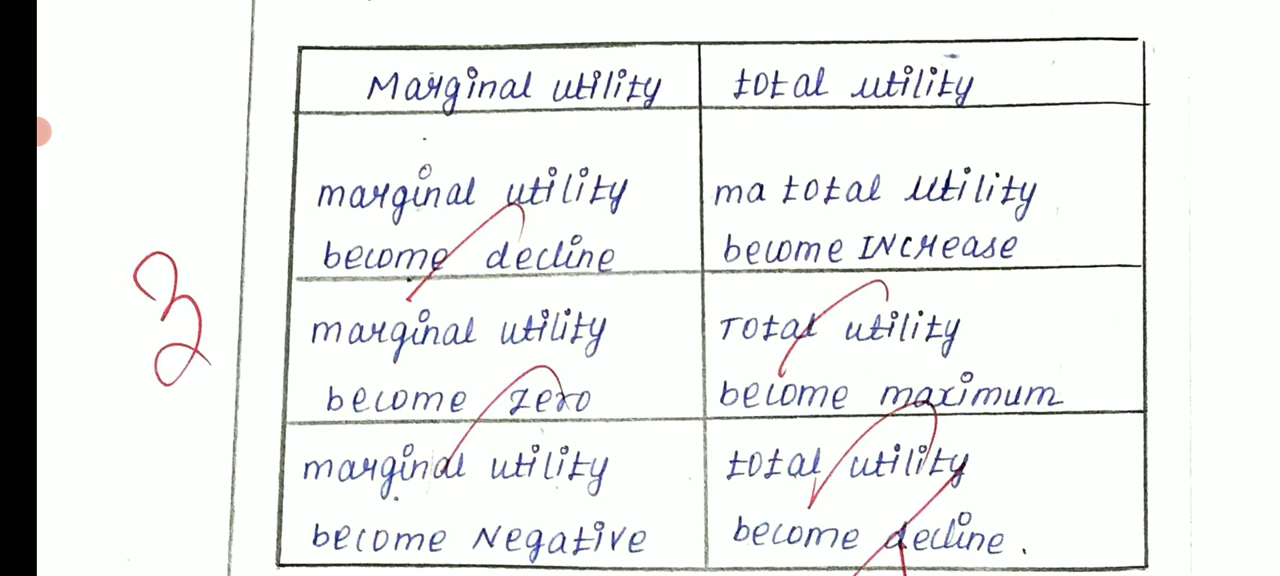 Marginal utility total utility
marginal utility ma total utility
become decline become INCREASE
marginal utility Total utility
become zero become maximum
marginal utility total utility
become Negative become decline.
3